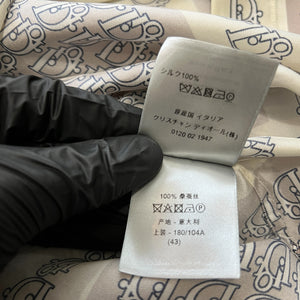 シルク100%
原産国 イタリア
クリスチャン ディオール(株)
0120 02 1947
100% 桑蚕丝
产地 - 意大利
上装 - 180/104A
(43)